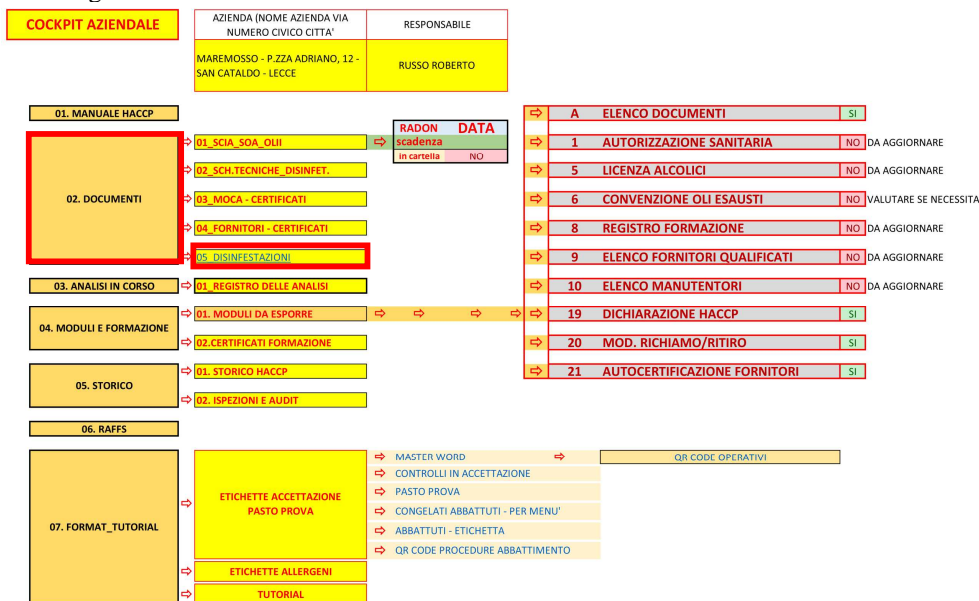 COCKPIT AZIENDALE
AZIENDA (NOME AZIENDA VIA
NUMERO CIVICO CITTA'
RESPONSABILE
MAREMOSSO - P.ZZA ADRIANO, 12 -
SAN CATALDO - LECCE
RUSSO ROBERTO
01. MANUALE HACCP
02. DOCUMENTI
01_SCIA_SOA_OLII
02_SCH.TECNICHE_DISINFET.
03_MOCA - CERTIFICATI
04_FORNITORI - CERTIFICATI
05_DISINFESTAZIONI
RADON DATA
scadenza
in cartella NO
03. ANALISI IN CORSO
01_REGISTRO DELLE ANALISI
04. MODULI E FORMAZIONE
01. MODULI DA ESPORRE
02.CERTIFICATI FORMAZIONE
05. STORICO
01. STORICO HACCP
02. ISPEZIONI E AUDIT
06. RAFFS
A ELENCO DOCUMENTI SI
1 AUTORIZZAZIONE SANITARIA NO DA AGGIORNARE
5 LICENZA ALCOLICI NO DA AGGIORNARE
6 CONVENZIONE OLI ESAUSTI NO VALUTARE SE NECESSITA
8 REGISTRO FORMAZIONE NO DA AGGIORNARE
9 ELENCO FORNITORI QUALIFICATI NO DA AGGIORNARE
10 ELENCO MANUTENTORI NO DA AGGIORNARE
19 DICHIARAZIONE HACCP SI
20 MOD. RICHIAMO/RITIRO SI
21 AUTOCERTIFICAZIONE FORNITORI SI
07. FORMAT_TUTORIAL
ETICHETTE ACCETTAZIONE
PASTO PROVA
MASTER WORD
QR CODE OPERATIVI
CONTROLLI IN ACCETTAZIONE
PASTO PROVA
CONGELATI ABBATTUTI - PER MENU'
ABBATTUTI - ETICHETTA
QR CODE PROCEDURE ABBATTIMENTO
ETICHETTE ALLERGENI
TUTORIAL